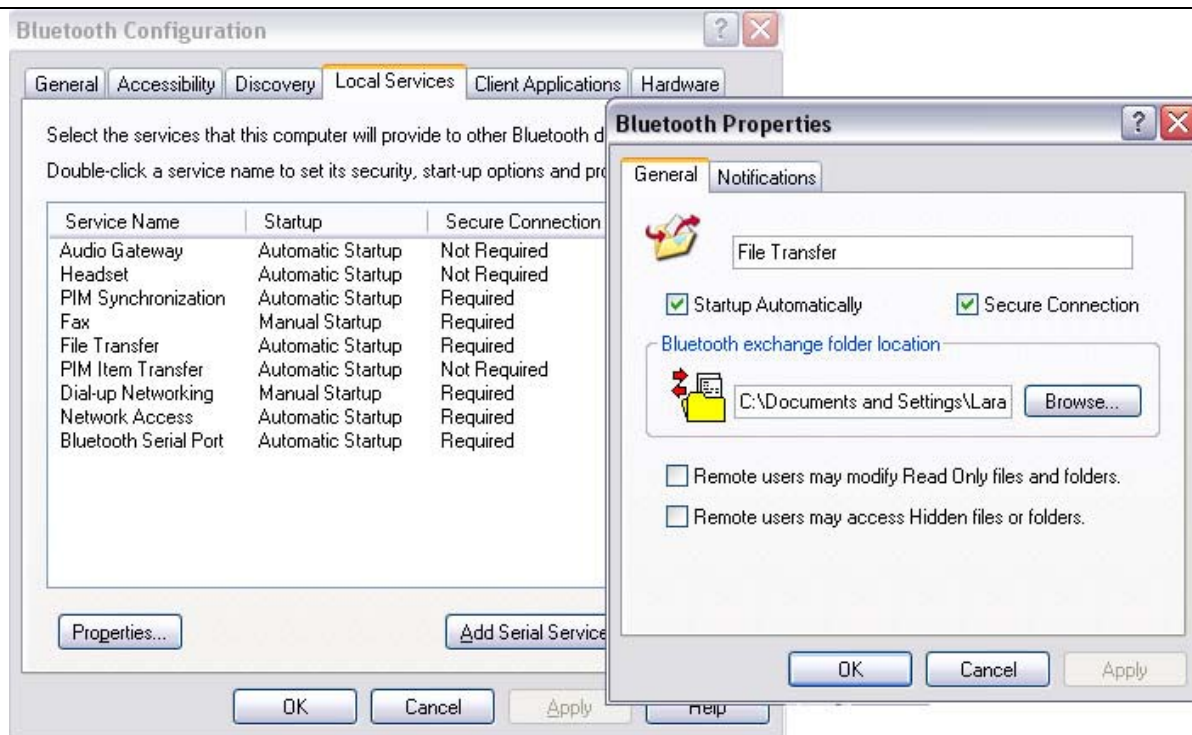 Bluetooth Configuration
General Accessibility Discovery Local Services Client Applications Hardware
Select the services that this computer will provide to other Bluetooth
Double-click a service name to set its security, start-up options and
Service Name Startup Secure Connection
Audio Gateway Automatic Startup Not Required
Headset Automatic Startup Not Required
PIM Synchronization Automatic Startup Required
Fax Manual Startup Required
File Transfer Automatic Startup Required
PIM Item Transfer Automatic Startup Not Required
Dial-up Networking Manual Startup Required
Network Access Automatic Startup Required
Bluetooth Serial Port Automatic Startup Required
Properties... Add Serial Service
OK Cancel Apply Help
Bluetooth Properties
General Notifications
File Transfer
Startup Automatically Secure Connection
Bluetooth exchange folder location
C:\Documents and Settings\Lara Browse...
Remote users may modify Read Only files and folders.
Remote users may access Hidden files or folders.
OK Cancel Apply